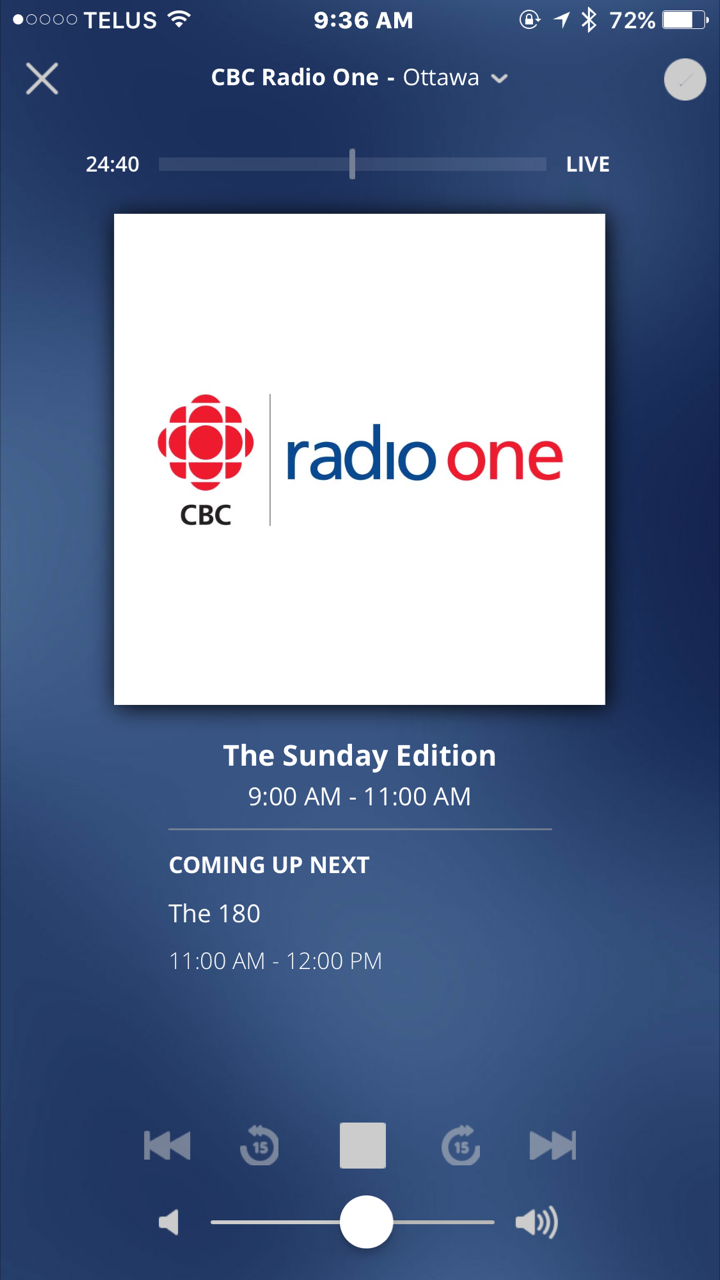 TELUS 9:36 AM 72%
CBC Radio One - Ottawa
24:40 LIVE
CBC radio one
The Sunday Edition
9:00 AM - 11:00 AM
COMING UP NEXT
The 180
11:00 AM - 12:00 PM
15 15